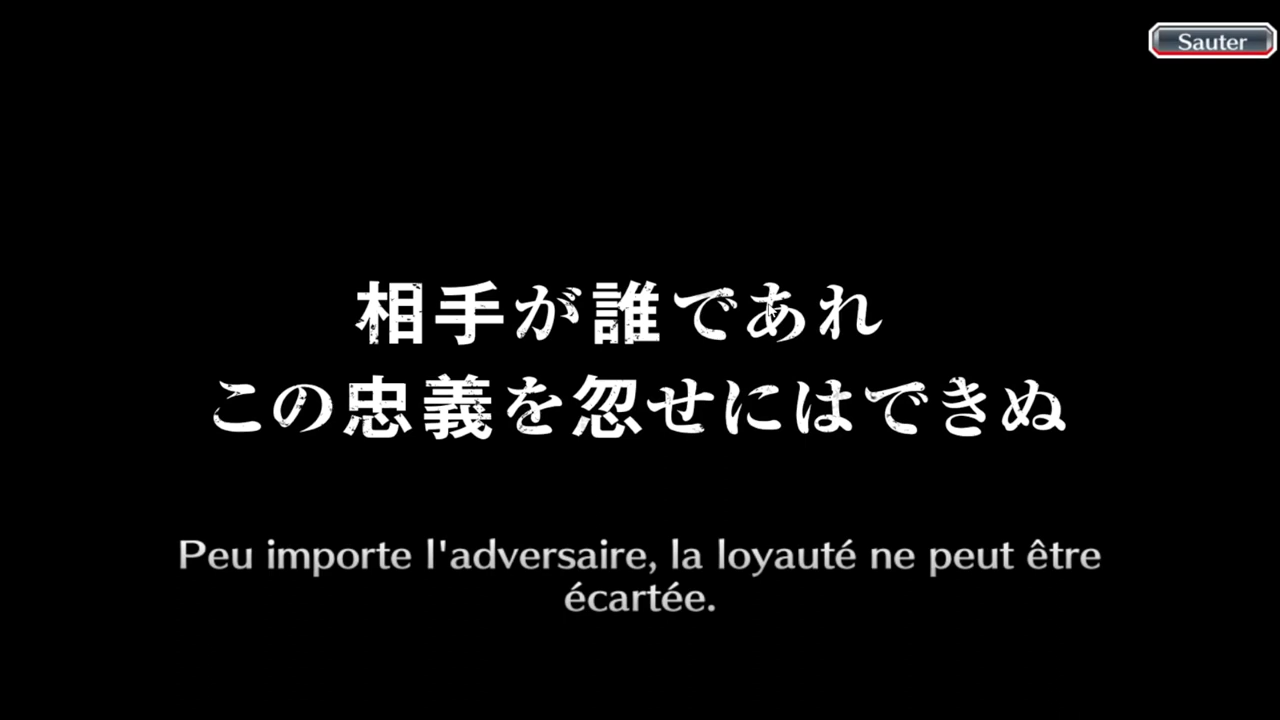 Sauter
相手が誰であれ
この忠義を忽せにはできぬ
Peu importe l'adversaire, la loyauté ne peut être
écartée.